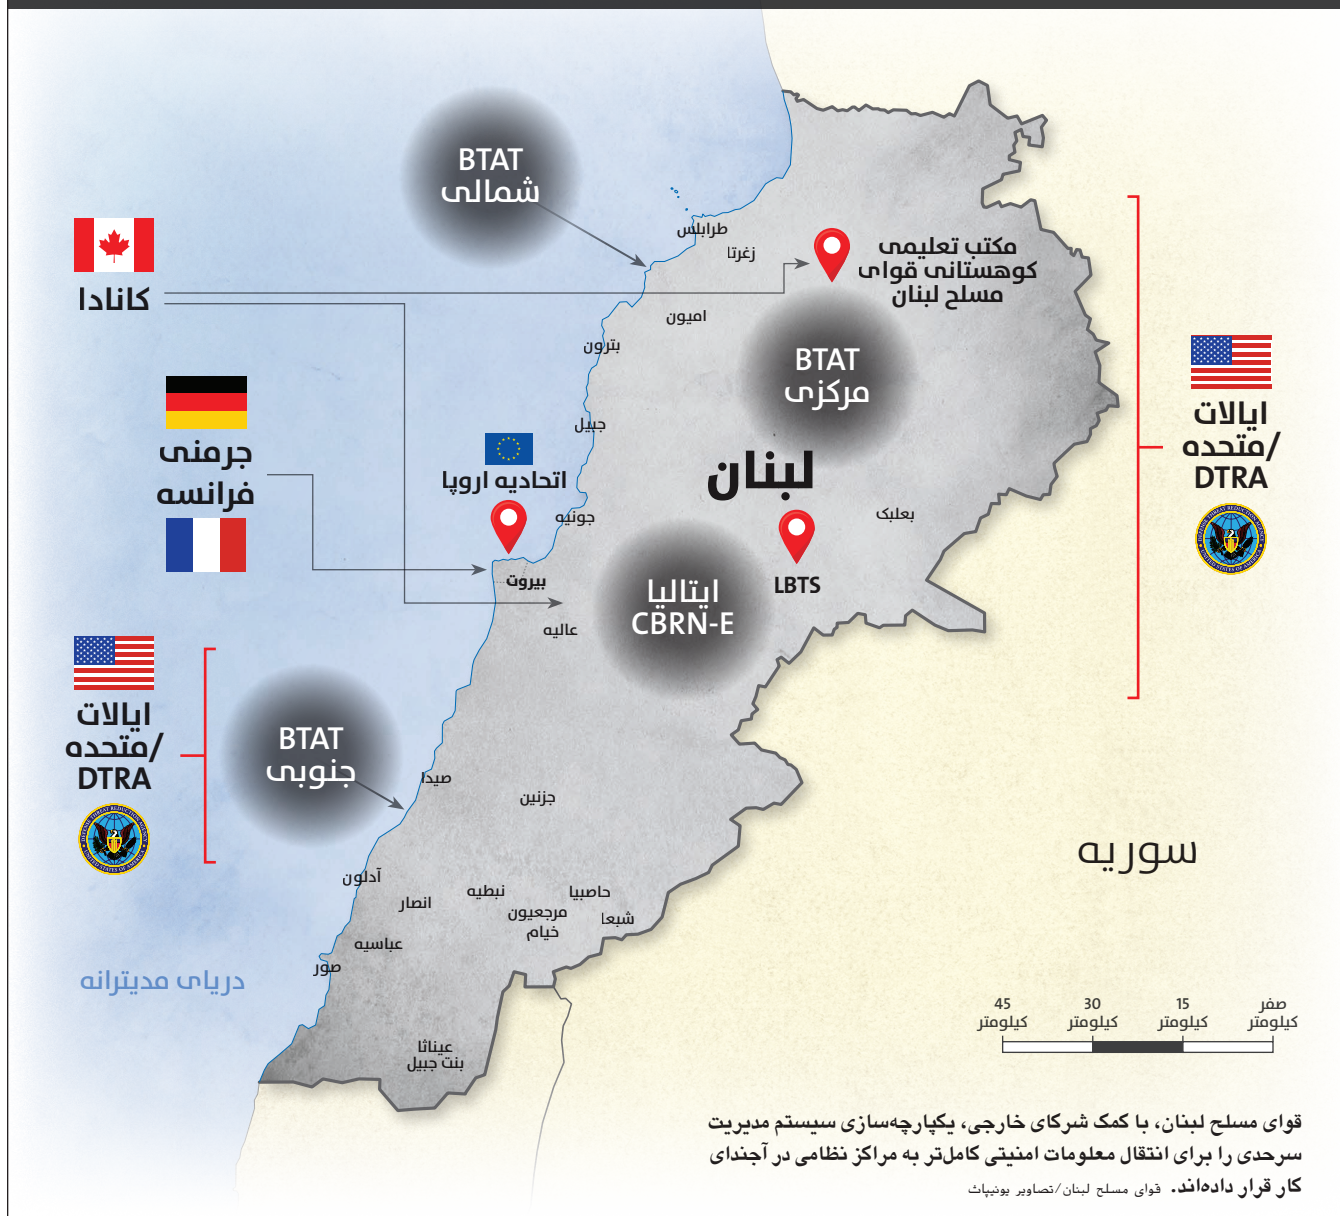 BTAT
شمالی
طرابلس
زغرتا
مکتب تعلیمی
کوهستانی قوای
مسلح لبنان
کانادا
امیون
بترون
BTAT
مرکزی
ایالات
متحده/
DTRA
جبیل
جرمنی
فرانسه
اتحادیه اروپا
لبنان
جونیه
بعلبک
بیروت
LBTS
ایتالیا
CBRN-E
عالیه
ایالات
متحده/
DTRA
BTAT
جنوبی
صیدا
جزنین
سوریه
آدلون
انصار
نبطیه
حاصبیا
مرجعیون
شبعا
خیام
عباسیه
صور
دریای مدیترانه
صفر
کیلومتر
15
کیلومتر
30
کیلومتر
45
کیلومتر
عیناثا
بنت جبیل
قوای مسلح لبنان، با کمک شرکای خارجی، یکپارچه‌سازی سیستم مدیریت
سرحدی را برای انتقال معلومات امنیتی کامل‌تر به مراکز نظامی در آجندای
کار قرار داده‌اند. قوای مسلح لبنان/تصاویر یونیپاث